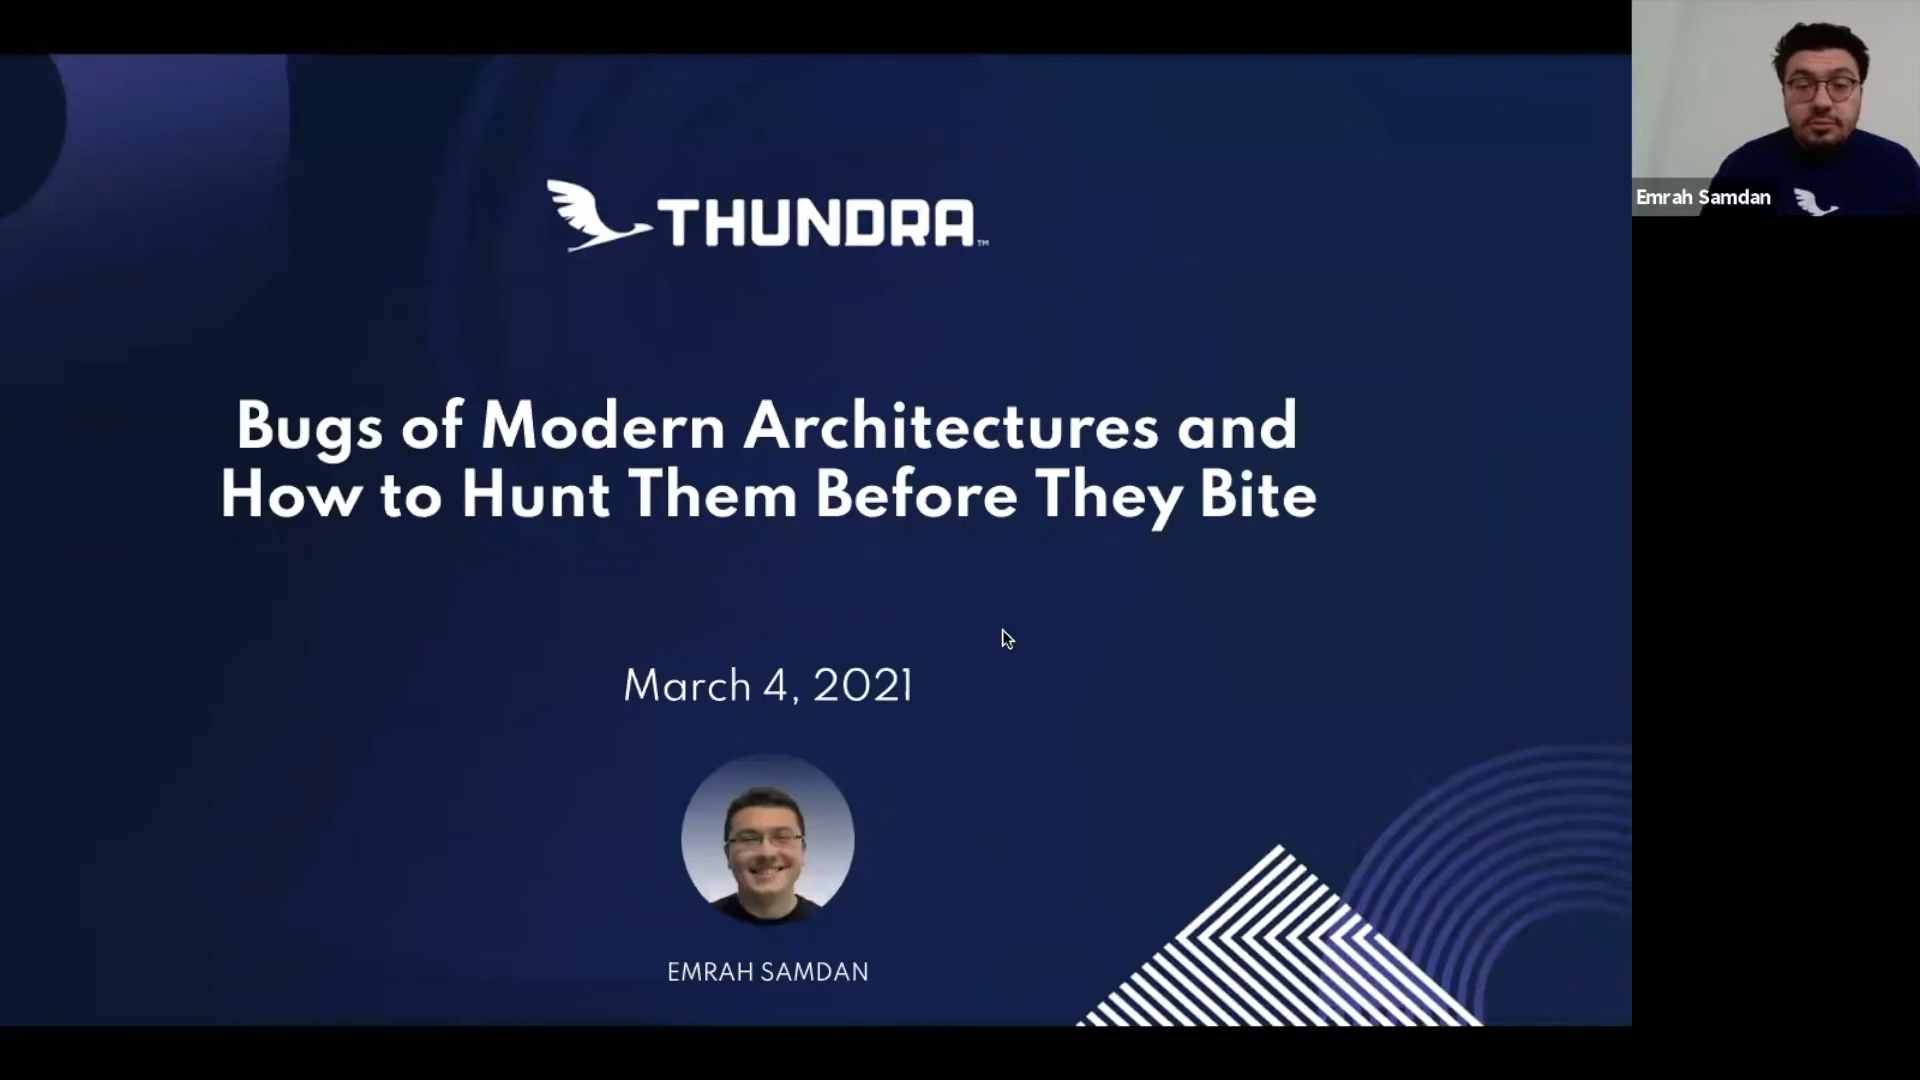 THUNDRA™
Bugs of Modern Architectures and
How to Hunt Them Before They Bite
March 4, 2021
EMRAH SAMDAN
Emrah Samdan